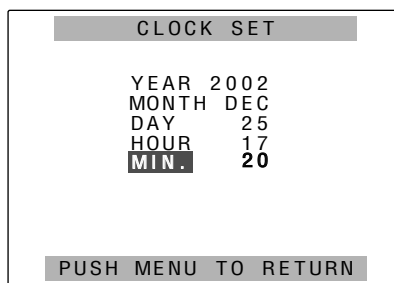 CLOCK SET
YEAR 2002
MONTH DEC
DAY 25
HOUR 17
MIN. 20
PUSH MENU TO RETURN